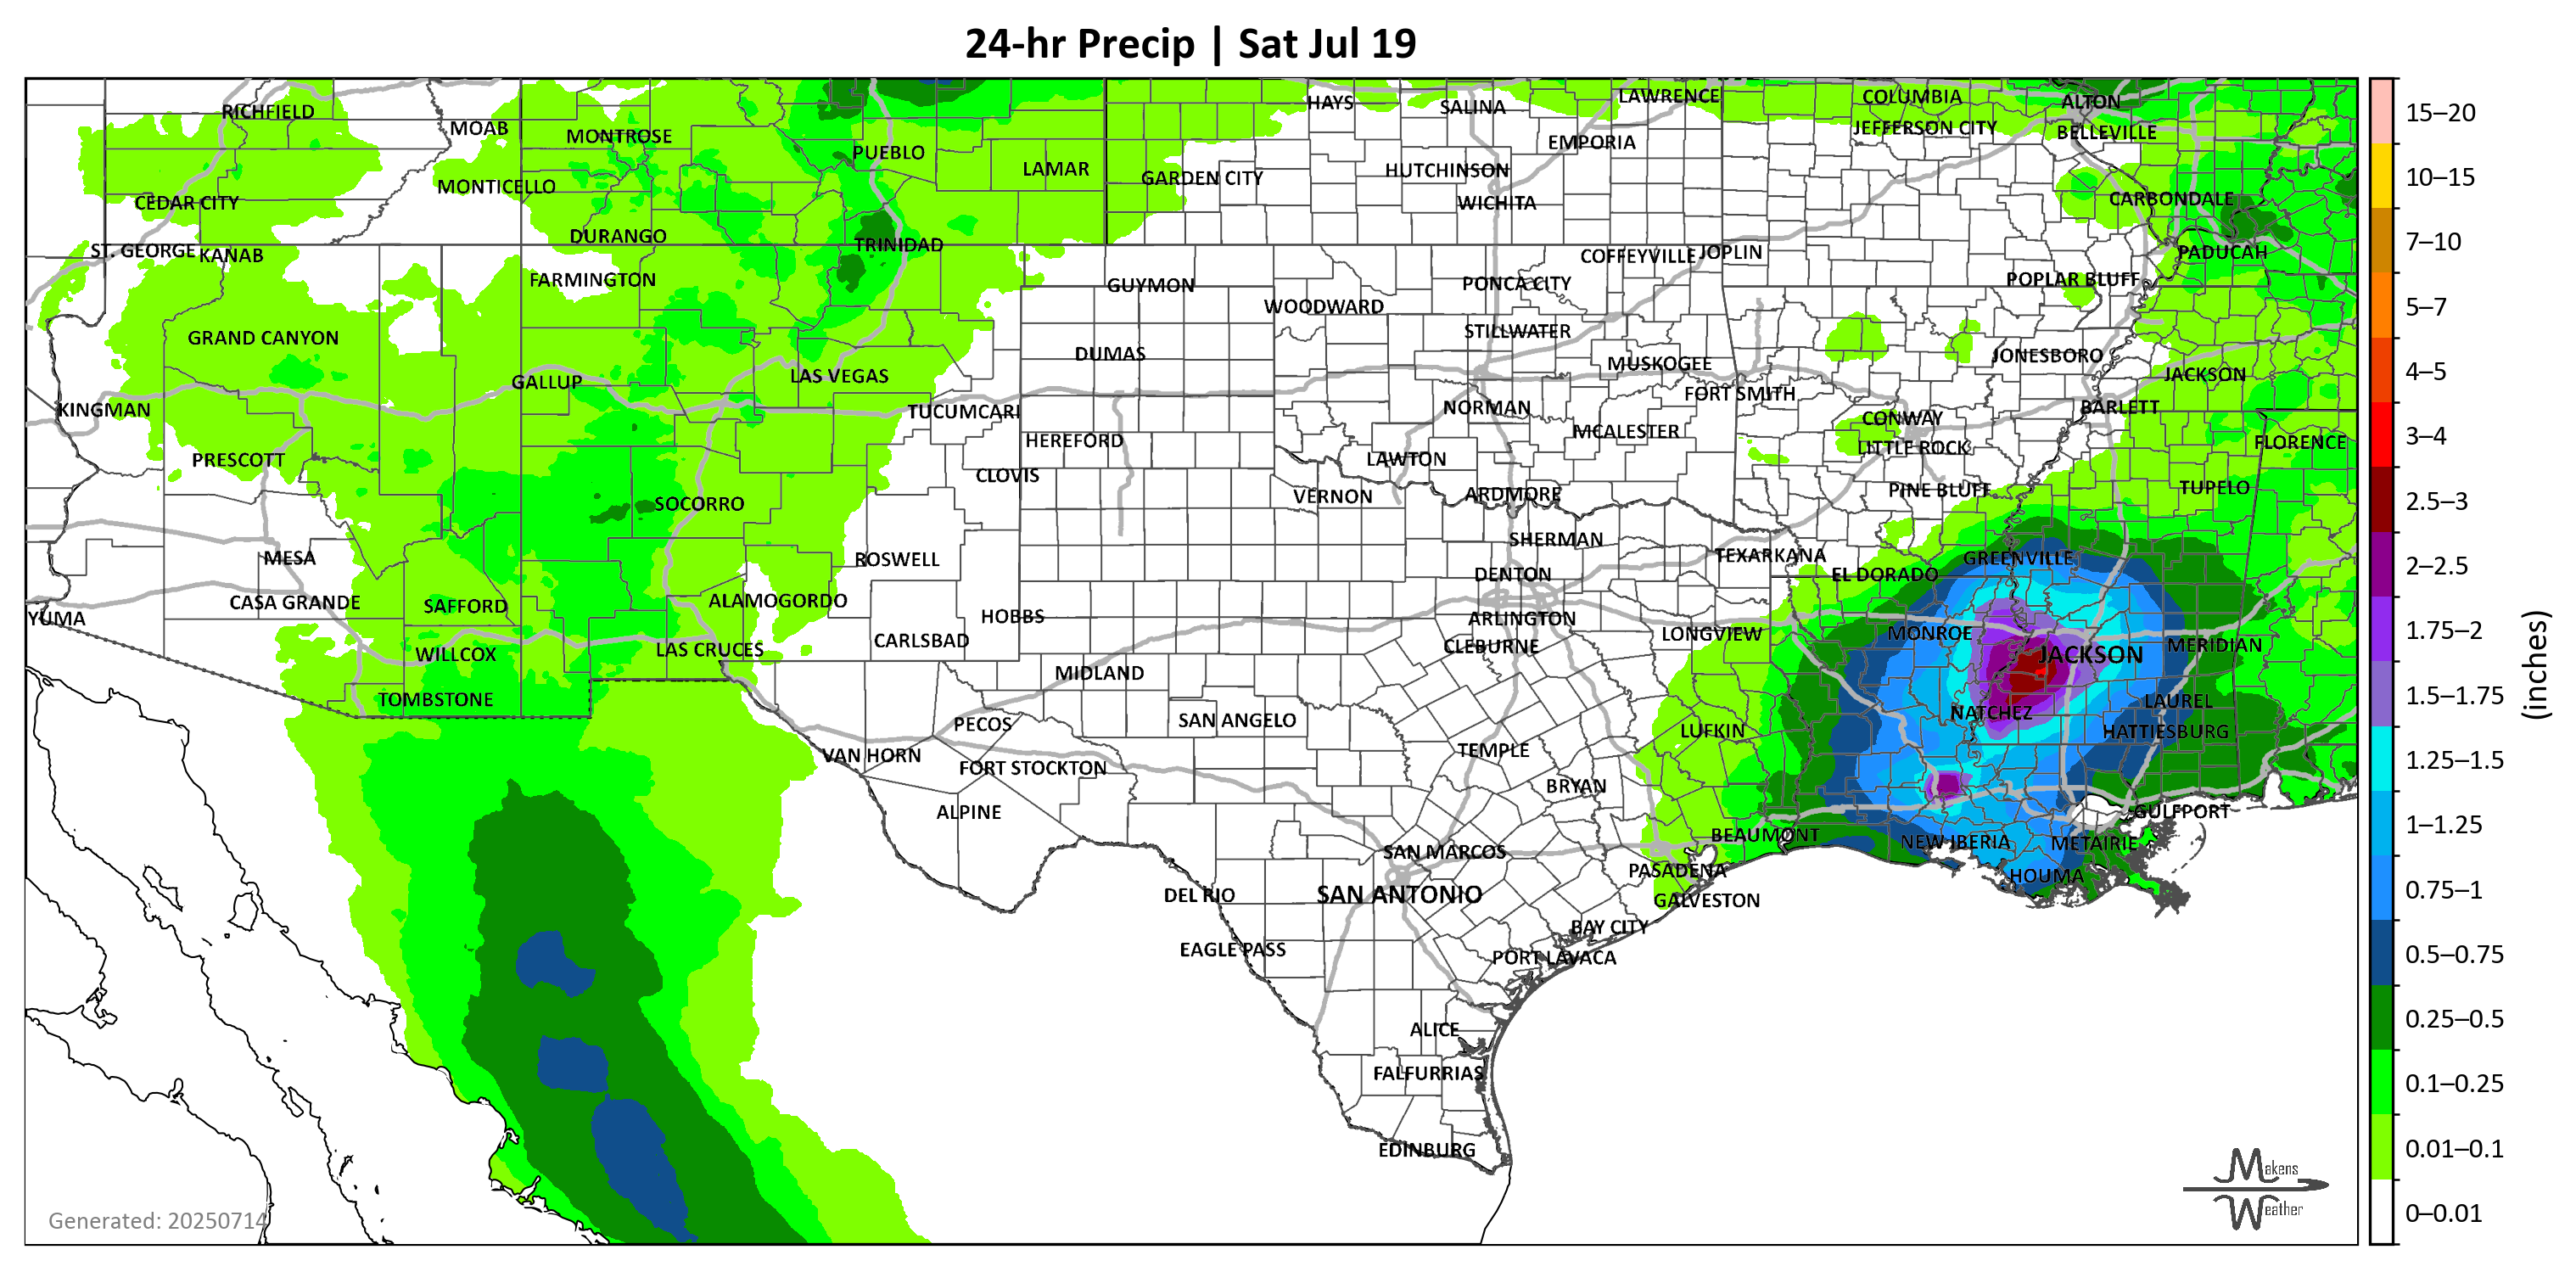 24-hr Precip | Sat Jul 19
RICHFIELD
MOAB
MONTROSE
PUEBLO
LAMAR
HAYS
SALINA
LAWRENCE
COLUMBIA
ALTON
JEFFERSON CITY
BELLEVILLE
EMPORIA
GARDEN CITY
HUTCHINSON
WICHITA
MONTICELLO
CEDAR CITY
CARBONDALE
DURANGO
TRINIDAD
ST. GEORGE
KANAB
COFFEYVILLE
JOPLIN
PADUCAH
FARMINGTON
GUYMON
PONCA CITY
POPLAR BLUFF
WOODWARD
GRAND CANYON
STILLWATER
DUMAS
MUSKOGEE
JONESBORO
GALLUP
LAS VEGAS
FORT SMITH
JACKSON
KINGMAN
TUCUMCARI
NORMAN
CONWAY
BARLETT
HEREFORD
MCALESTER
LITTLE ROCK
FLORENCE
PRESCOTT
CLOVIS
LAWTON
SOCORRO
VERNON
ARDMORE
PINE BLUFF
TUPELO
MESA
ROSWELL
SHERMAN
TEXARKANA
GREENVILLE
DENTON
EL DORADO
CASA GRANDE
SAFFORD
ALAMOGORDO
YUMA
HOBBS
ARLINGTON
CARLSBAD
CLEBURNE
LONGVIEW
MONROE
MERIDIAN
WILLCOX
LAS CRUCES
JACKSON
TOMBSTONE
MIDLAND
LAUREL
PECOS
SAN ANGELO
NATCHEZ
LUFKIN
HATTIESBURG
VAN HORN
TEMPLE
FORT STOCKTON
BRYAN
ALPINE
GULFPORT
BEAUMONT
NEW IBERIA
METAIRIE
SAN MARCOS
PASADENA
HOUMA
DEL RIO
SAN ANTONIO
GALVESTON
BAY CITY
EAGLE PASS
PORT LAVACA
ALICE
FALFURRIAS
EDINBURG
Generated: 20250714
Makens
Weather
15–20
10–15
7–10
5–7
4–5
3–4
2.5–3
2–2.5
1.75–2
1.5–1.75
1.25–1.5
1–1.25
0.75–1
0.5–0.75
0.25–0.5
0.1–0.25
0.01–0.1
0–0.01
(inches)